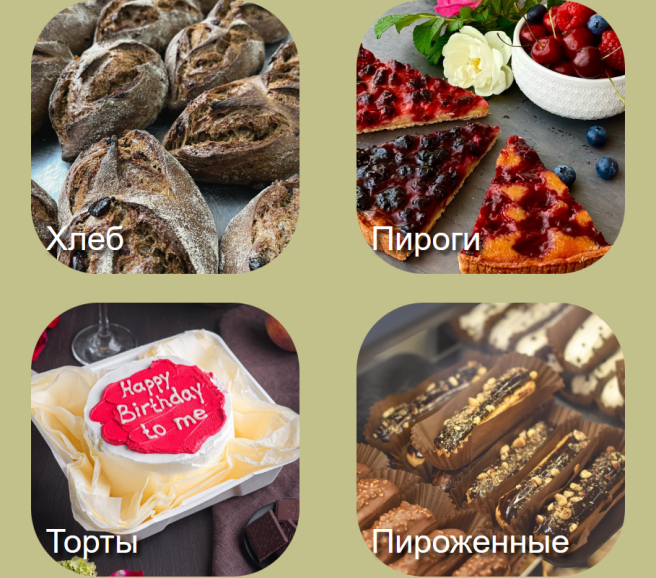 Хлеб
Пироги
Happy
Birthday
to me
Торты
Пироженные